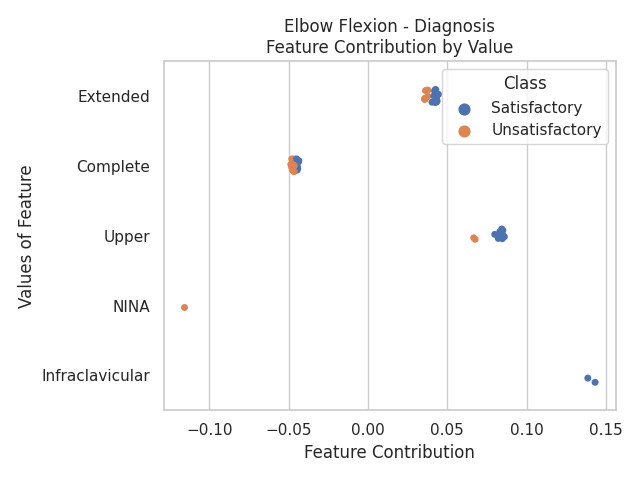 Elbow Flexion - Diagnosis
Feature Contribution by Value
Class
Satisfactory
Unsatisfactory
Values of Feature
Extended
Complete
Upper
NINA
Infraclavicular
−0.10 −0.05 0.00 0.05 0.10 0.15
Feature Contribution